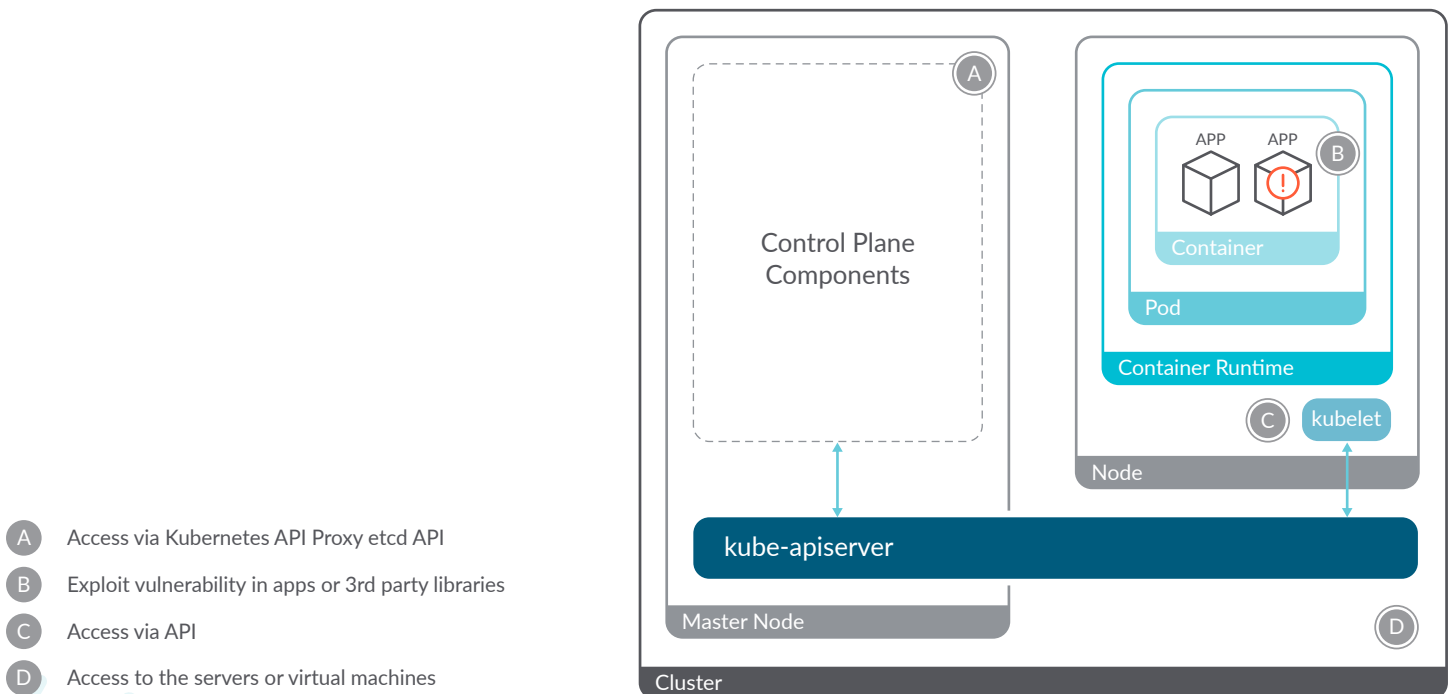 A
Control Plane
Components
APP APP
!
B
Container
Pod
Container Runtime
C
kubelet
Node
kube-apiserver
Master Node
D
Cluster
A Access via Kubernetes API Proxy etcd API
B Exploit vulnerability in apps or 3rd party libraries
C Access via API
D Access to the servers or virtual machines